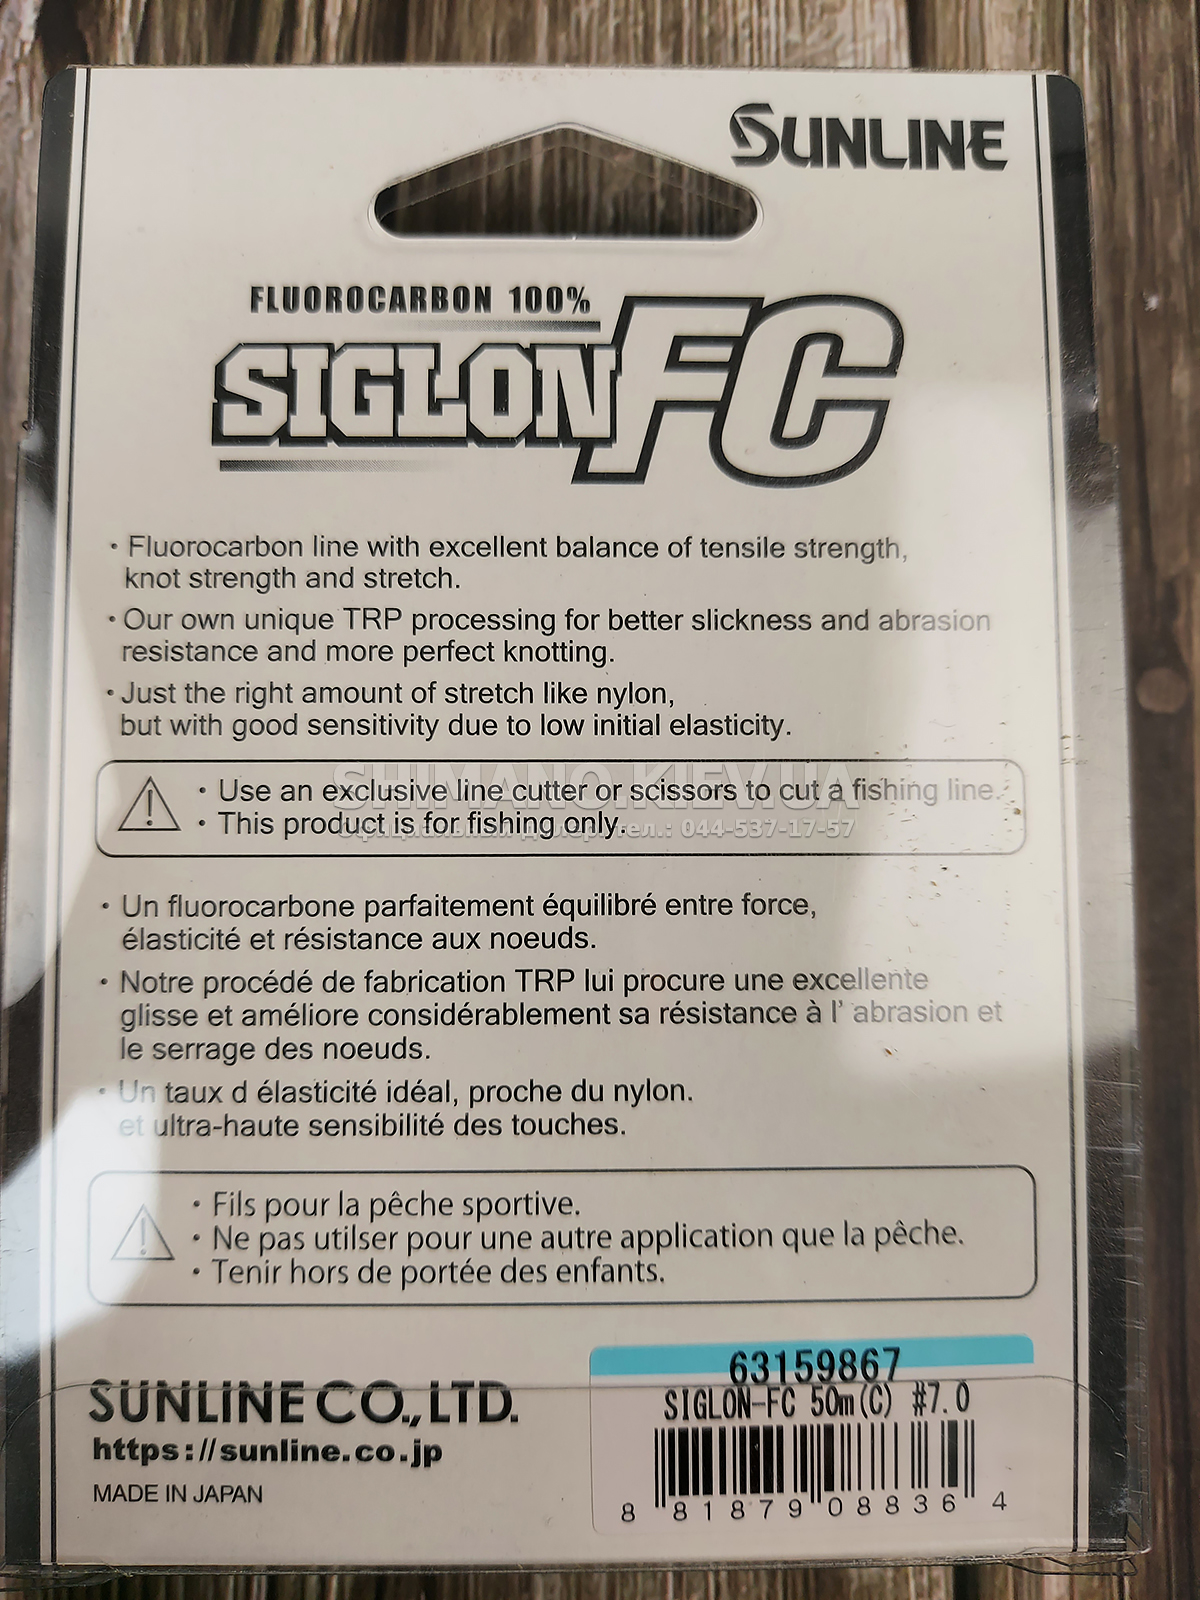 SUNLINE
FLUOROCARBON 100%
SIGLON FC
・Fluorocarbon line with excellent balance of tensile strength,
knot strength and stretch.
・Our own unique TRP processing for better slickness and abrasion
resistance and more perfect knotting.
・Just the right amount of stretch like nylon,
but with good sensitivity due to low initial elasticity.
・Use an exclusive line cutter or scissors to cut a fishing line.
SHIMANO.KIEV.UA
・This product is for fishing only.
Официальный дилер тел.: 044-537-17-57
・Un fluorocarbone parfaitement équilibré entre force,
élasticité et résistance aux noeuds.
・Notre procédé de fabrication TRP lui procure une excellente
glisse et améliore considérablement sa résistance à l' abrasion et
le serrage des noeuds.
・Un taux d élasticité idéal, proche du nylon.
et ultra-haute sensibilité des touches.
・Fils pour la pêche sportive.
・Ne pas utilser pour une autre application que la pêche.
・Tenir hors de portée des enfants.
63159867
SIGLON-FC 50m(C) #7.0
8 81879 08836 4
SUNLINE CO.,LTD.
https://sunline.co.jp
MADE IN JAPAN